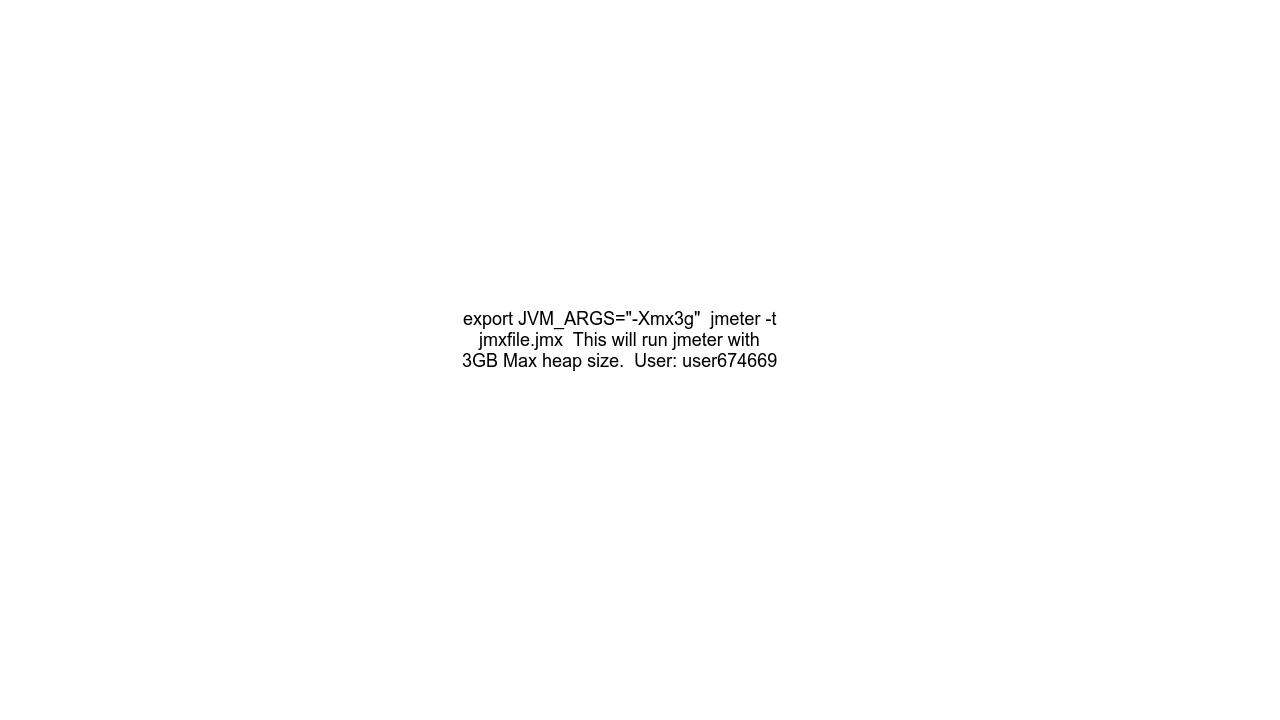 export JVM_ARGS="-Xmx3g"  jmeter -t
jmxfile.jmx  This will run jmeter with
3GB Max heap size.  User: user674669